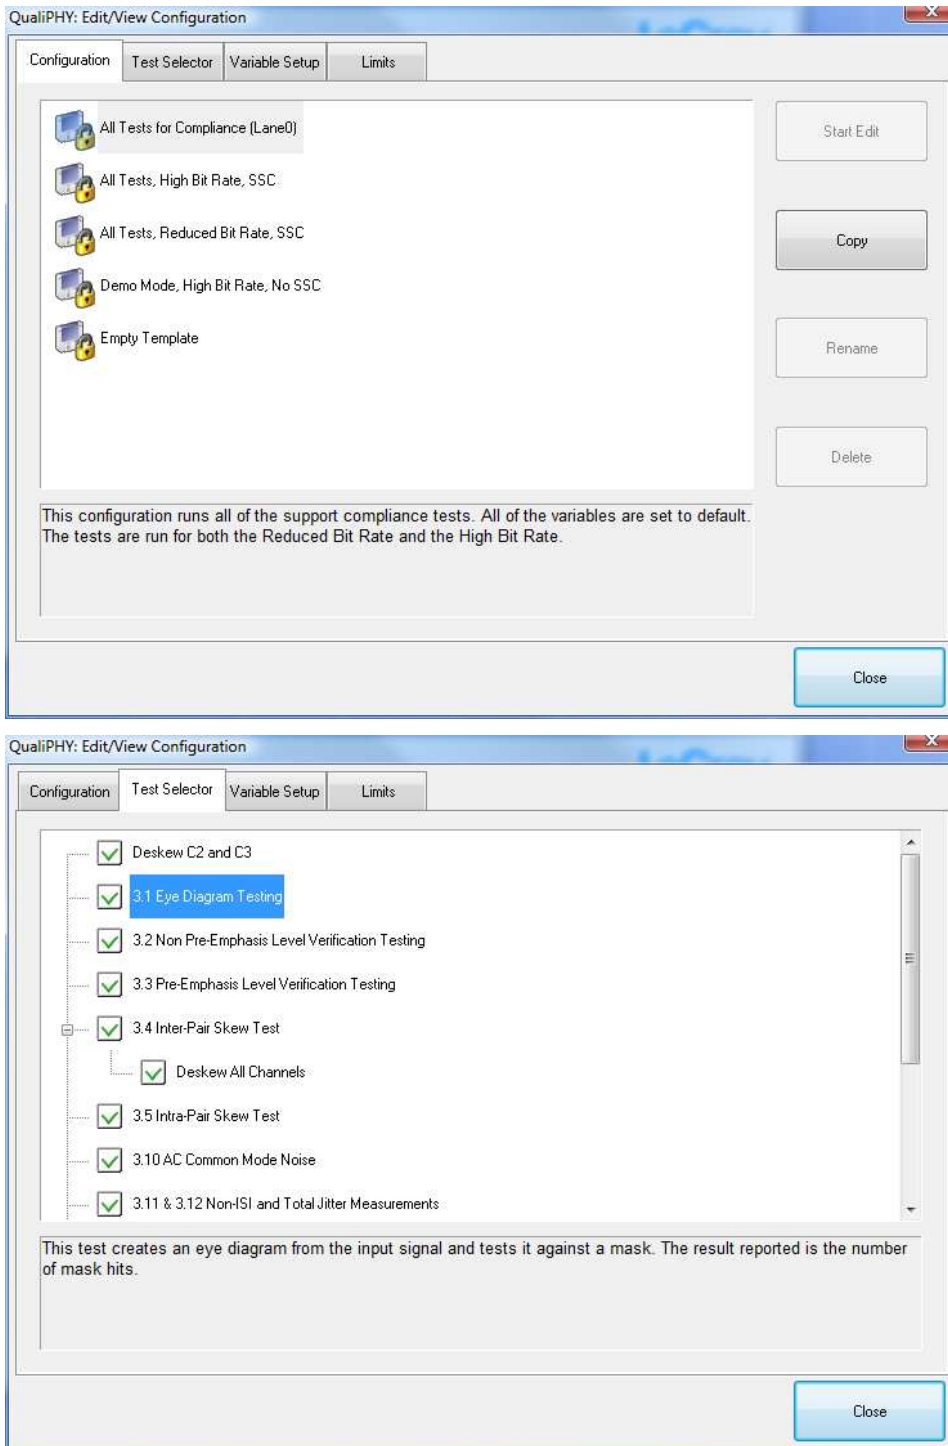 QualiPHY: Edit/View Configuration
Configuration Test Selector Variable Setup Limits
All Tests for Compliance (Lane0)
Start Edit
All Tests, High Bit Rate, SSC
All Tests, Reduced Bit Rate, SSC
Copy
Demo Mode, High Bit Rate, No SSC
Empty Template
Rename
Delete
This configuration runs all of the support compliance tests. All of the variables are set to default.
The tests are run for both the Reduced Bit Rate and the High Bit Rate.
Close
QualiPHY: Edit/View Configuration
Configuration Test Selector Variable Setup Limits
Deskew C2 and C3
3.1 Eye Diagram Testing
3.2 Non Pre-Emphasis Level Verification Testing
3.3 Pre-Emphasis Level Verification Testing
3.4 Inter-Pair Skew Test
Deskew All Channels
3.5 Intra-Pair Skew Test
3.10 AC Common Mode Noise
3.11 & 3.12 Non-ISI and Total Jitter Measurements
This test creates an eye diagram from the input signal and tests it against a mask. The result reported is the number
of mask hits.
Close